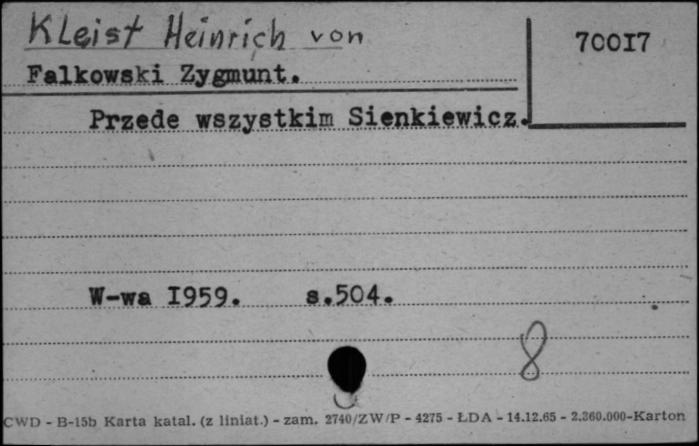 Kleist Heinrich von
70017
Falkowski Zygmunt.
Przede wszystkim Sienkiewicz.
W-wa I959. s.504.
8
CWD - B-15b Karta katal. (z liniat.) - zam. 2740/ZW/P - 4275 - ŁDA - 14.12.65 - 2.360.000-Karton